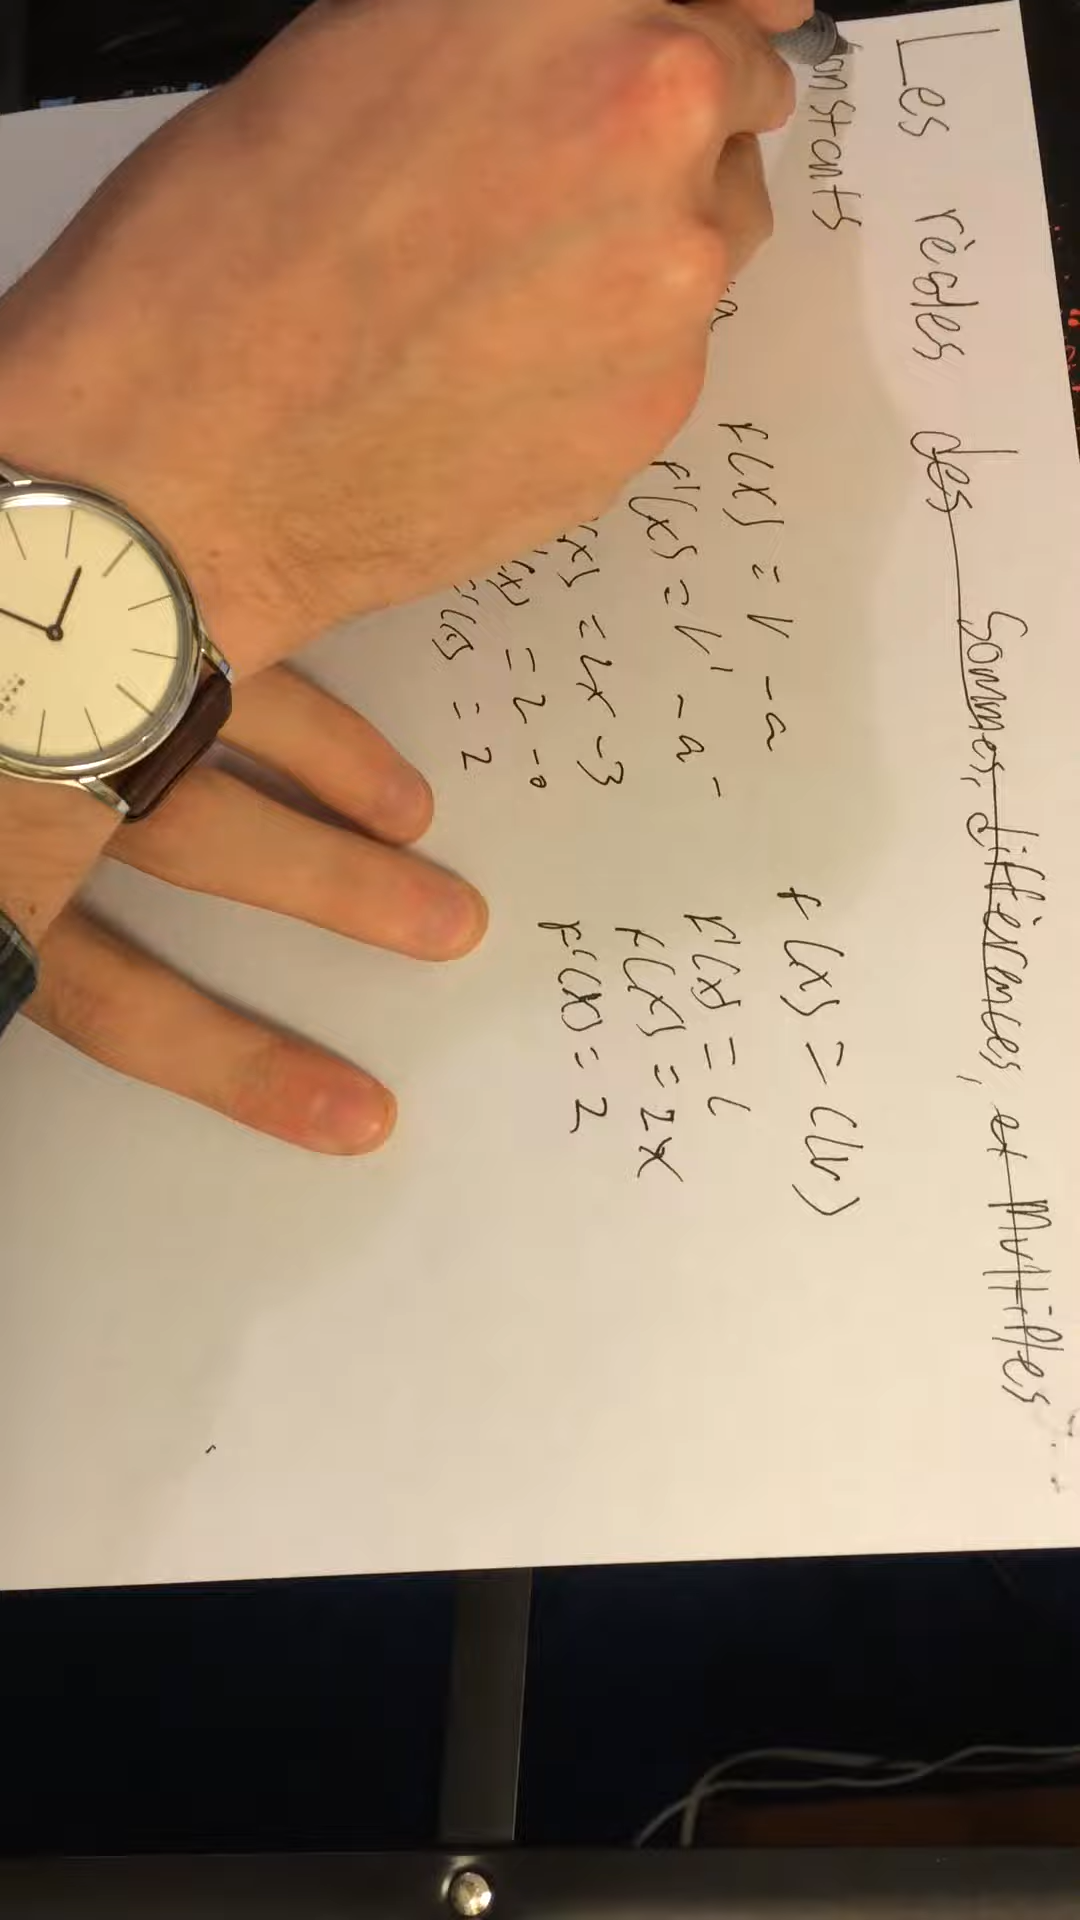 Les règles des sommes, différences, et multiples
onstants
f(x) = v - a
f'(x) = v' - a'
(x) = 2x - 3
'(x) = 2 - 0
'(x) = 2
f(x) = c(v)
f'(x) = c
f(x) = 2x
f'(x) = 2